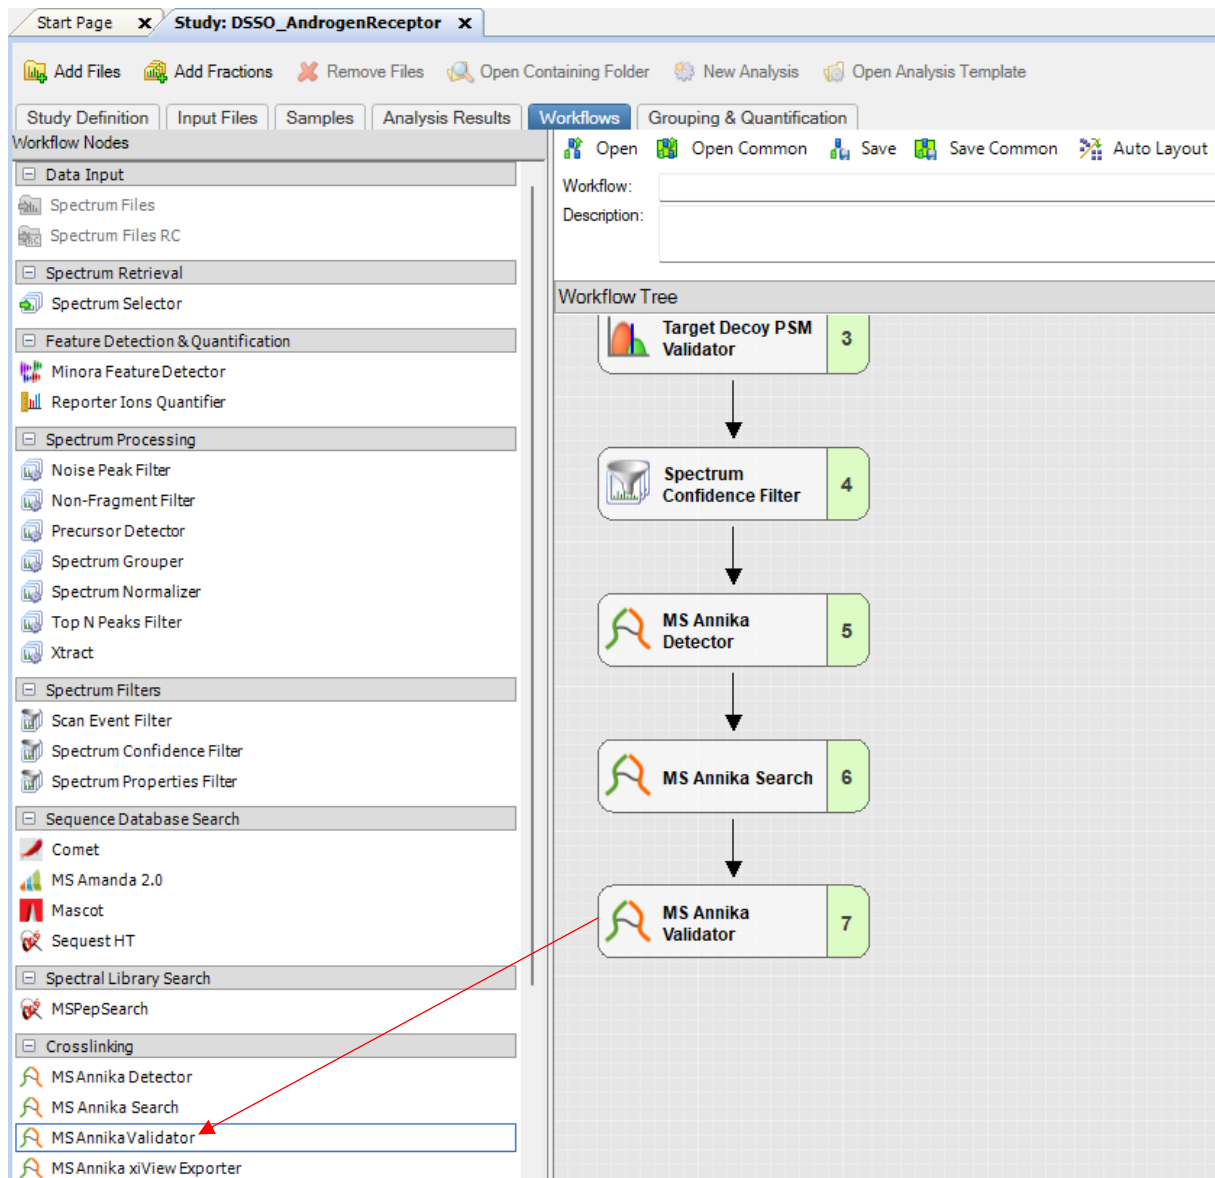 Start Page x Study: DSSO_AndrogenReceptor x
Add Files Add Fractions Remove Files Open Containing Folder New Analysis Open Analysis Template
Study Definition Input Files Samples Analysis Results Workflows Grouping & Quantification
Workflow Nodes
Data Input
Spectrum Files
Spectrum Files RC
Spectrum Retrieval
Spectrum Selector
Feature Detection & Quantification
Minora Feature Detector
Reporter Ions Quantifier
Spectrum Processing
Noise Peak Filter
Non-Fragment Filter
Precursor Detector
Spectrum Grouper
Spectrum Normalizer
Top N Peaks Filter
Xtract
Spectrum Filters
Scan Event Filter
Spectrum Confidence Filter
Spectrum Properties Filter
Sequence Database Search
Comet
MS Amanda 2.0
Mascot
Sequest HT
Spectral Library Search
MSPepSearch
Crosslinking
MS Annika Detector
MS Annika Search
MS Annika Validator
MS Annika xiView Exporter
Open Open Common Save Save Common Auto Layout
Workflow:
Description:
Workflow Tree
Target Decoy PSM
Validator
3
Spectrum
Confidence Filter
4
MS Annika
Detector
5
MS Annika Search
6
MS Annika
Validator
7